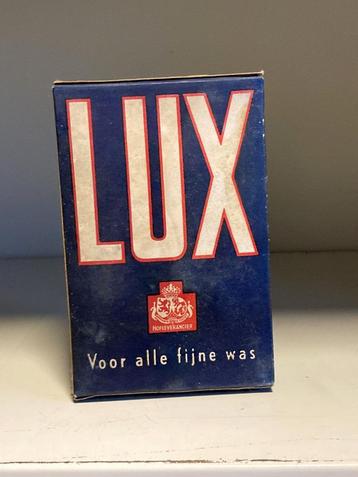 LUX
HOFLEVERANCIER
Voor alle fijne was